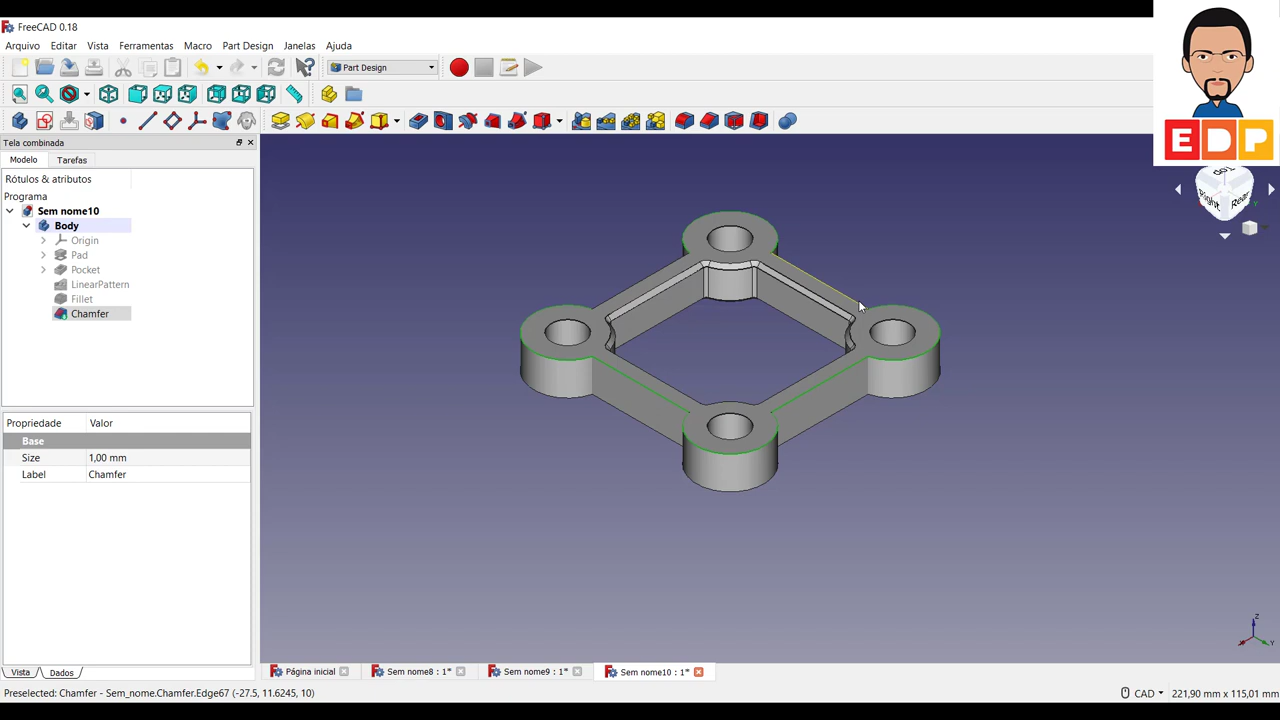 FreeCAD 0.18
Arquivo Editar Vista Ferramentas Macro Part Design Janelas Ajuda
Part Design
EDP
Tela combinada
Modelo Tarefas
Rótulos & atributos
Programa
Sem nome10
Body
Origin
Pad
Pocket
LinearPattern
Fillet
Chamfer
Top
Right Rear
Propriedade Valor
Base
Size 1,00 mm
Label Chamfer
Z
X Y
Vista Dados
Página inicial Sem nome8 : 1* Sem nome9 : 1* Sem nome10 : 1*
Preselected: Chamfer - Sem_nome.Chamfer.Edge67 (-27.5, 11.6245, 10)
CAD 221,90 mm x 115,01 mm